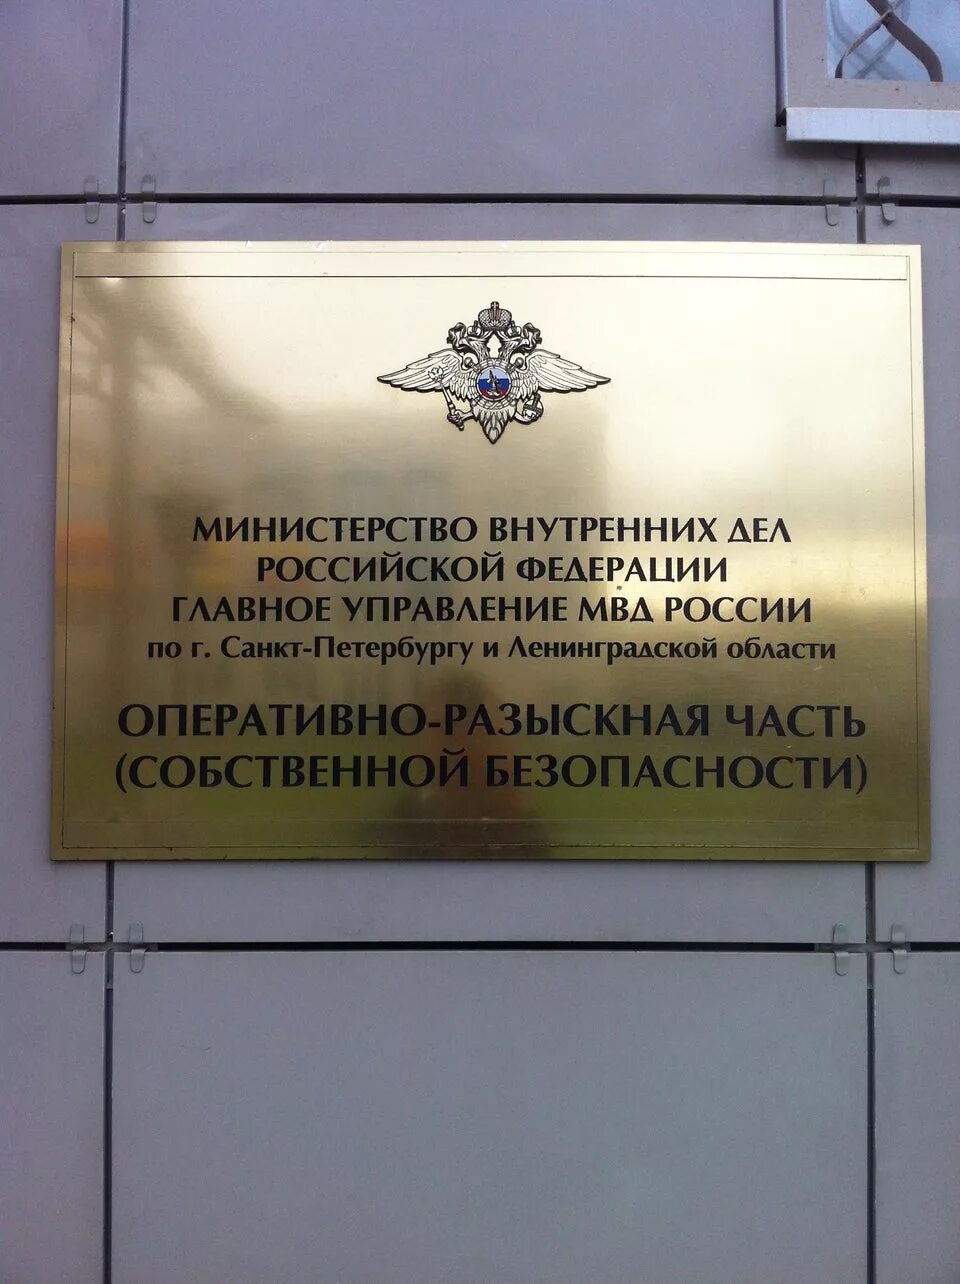 МИНИСТЕРСТВО ВНУТРЕННИХ ДЕЛ
РОССИЙСКОЙ ФЕДЕРАЦИИ
ГЛАВНОЕ УПРАВЛЕНИЕ МВД РОССИИ
по г. Санкт-Петербургу и Ленинградской области
ОПЕРАТИВНО-РАЗЫСКНАЯ ЧАСТЬ
(СОБСТВЕННОЙ БЕЗОПАСНОСТИ)